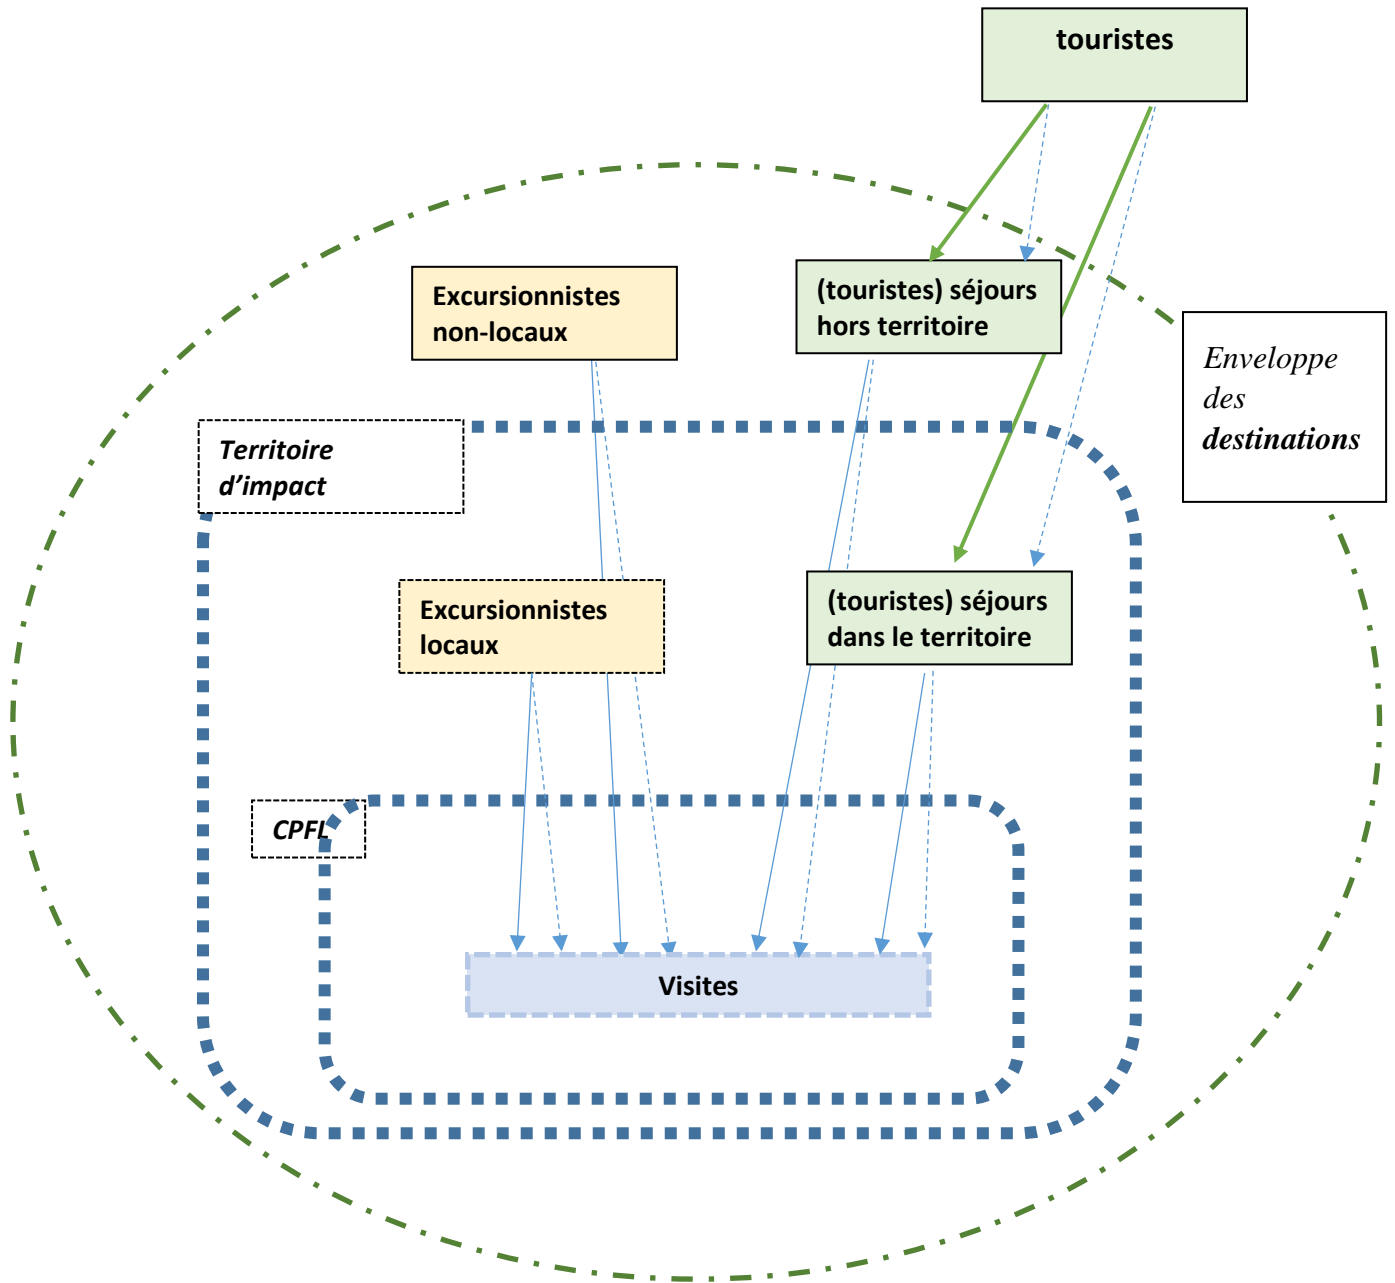 touristes
Excursionnistes
non-locaux
(touristes) séjours
hors territoire
Enveloppe
des
destinations
Territoire
d’impact
Excursionnistes
locaux
(touristes) séjours
dans le territoire
CPFL
Visites